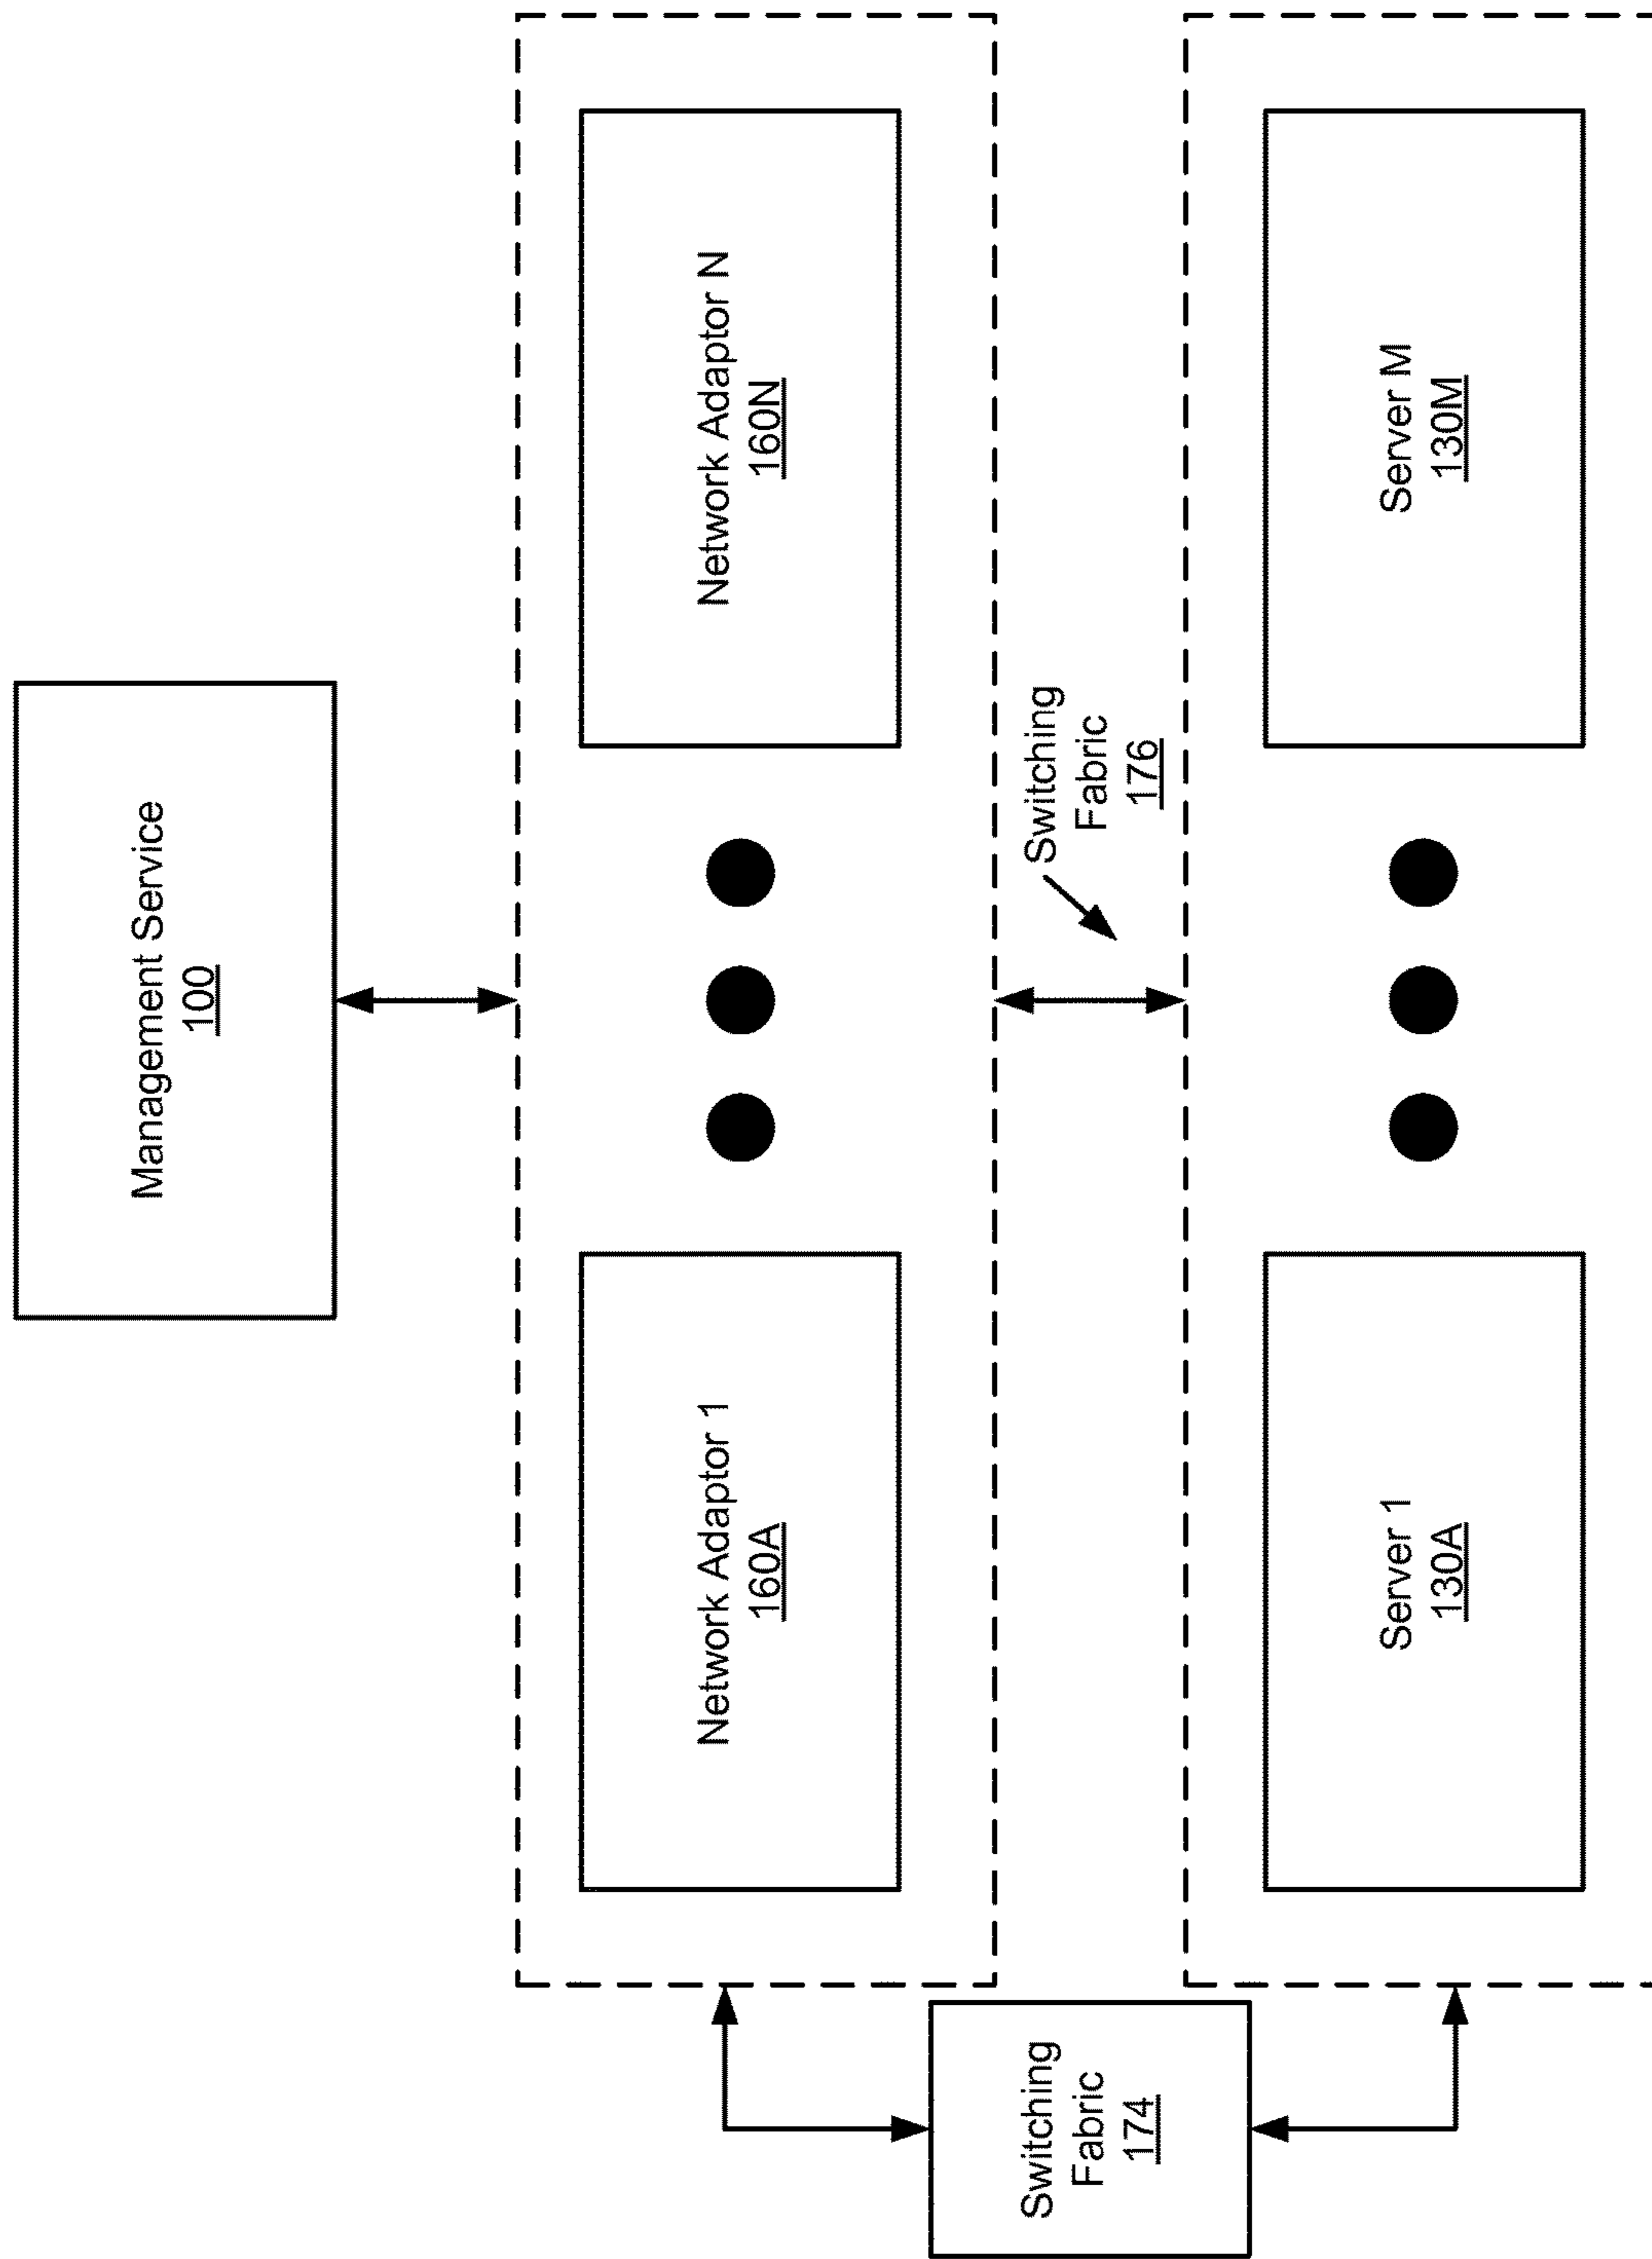 Management Service
100
Network Adaptor 1
160A
Network Adaptor N
160N
Switching
Fabric
176
Switching
Fabric
174
Server 1
130A
Server M
130M